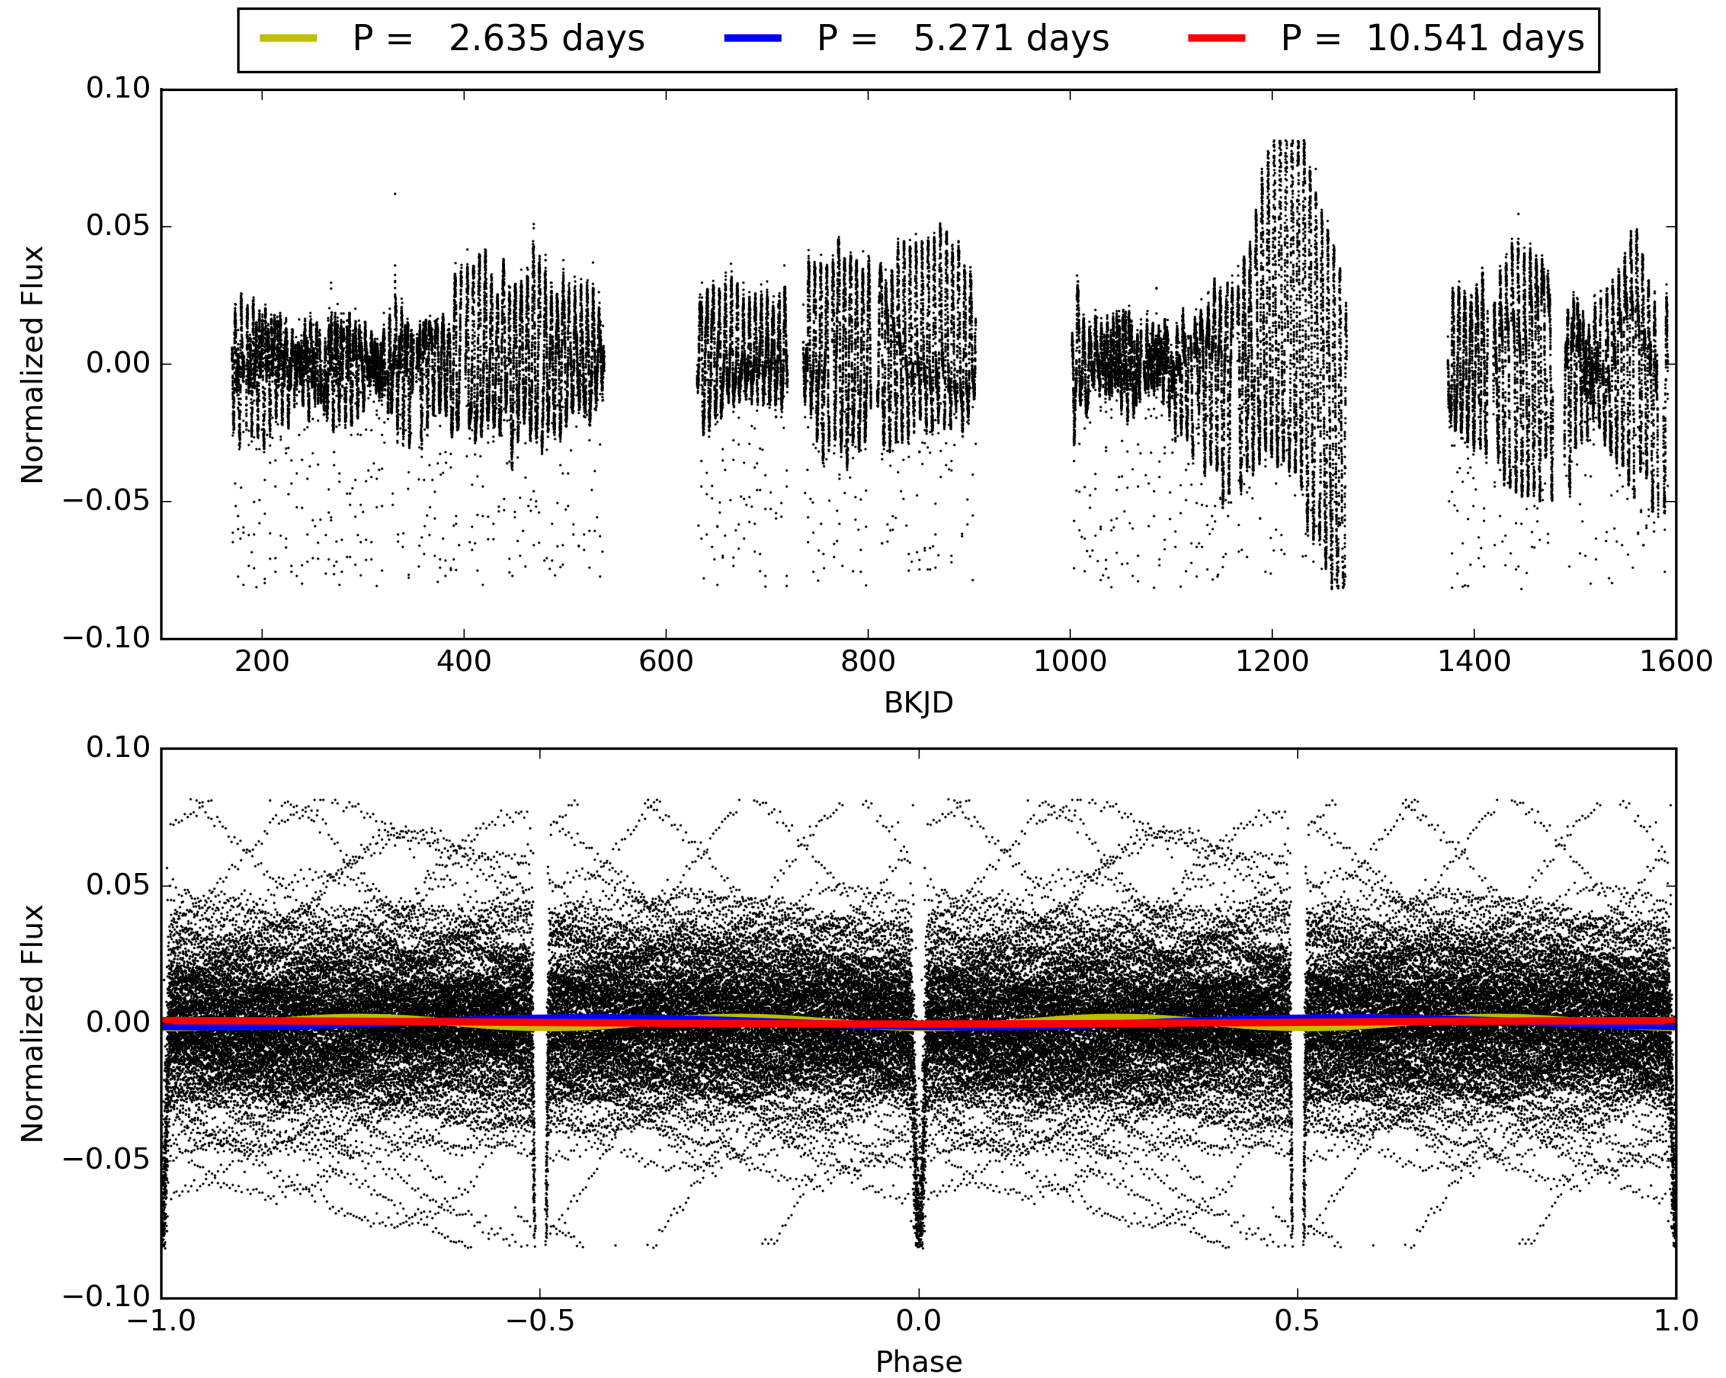 P = 2.635 days P = 5.271 days P = 10.541 days
0.10
0.05
0.00
−0.05
−0.10
Normalized Flux
200 400 600 800 1000 1200 1400 1600
BKJD
0.10
0.05
0.00
−0.05
−0.10
Normalized Flux
−1.0 −0.5 0.0 0.5 1.0
Phase